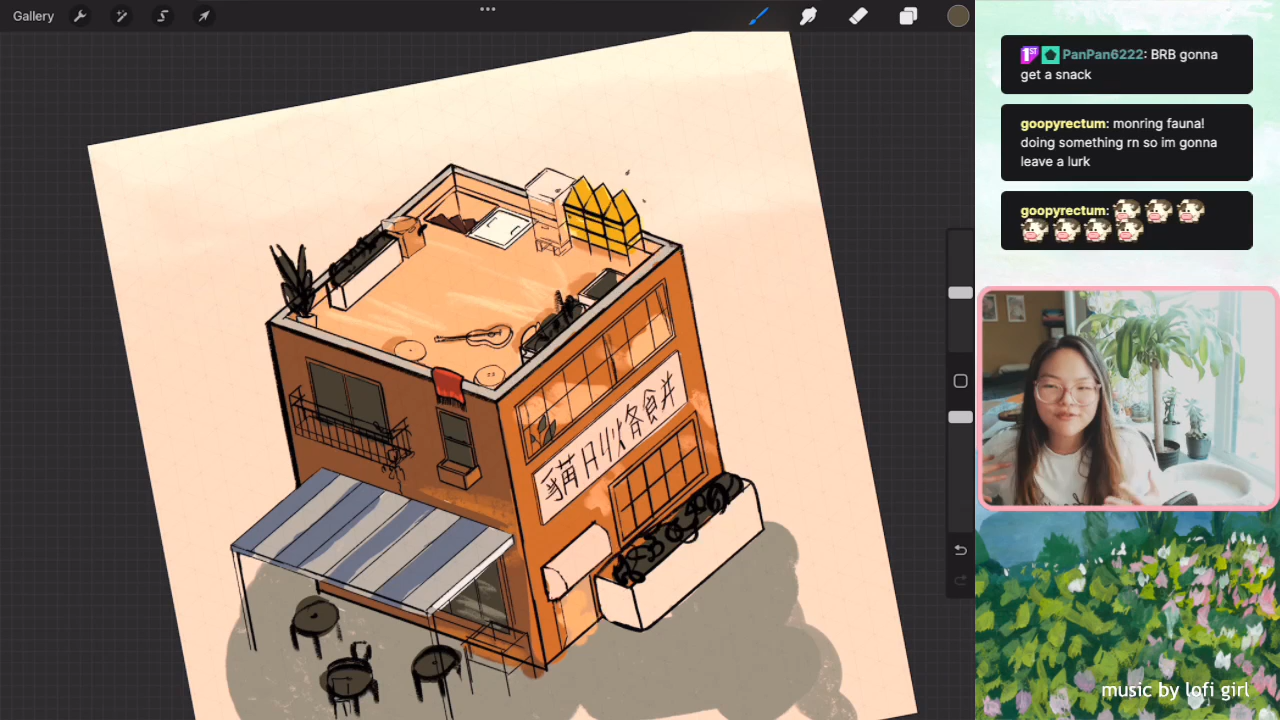 Gallery
1ST PanPan6222: BRB gonna
get a snack
goopyrectum: monring fauna!
doing something rn so im gonna
leave a lurk
goopyrectum:
music by lofi girl